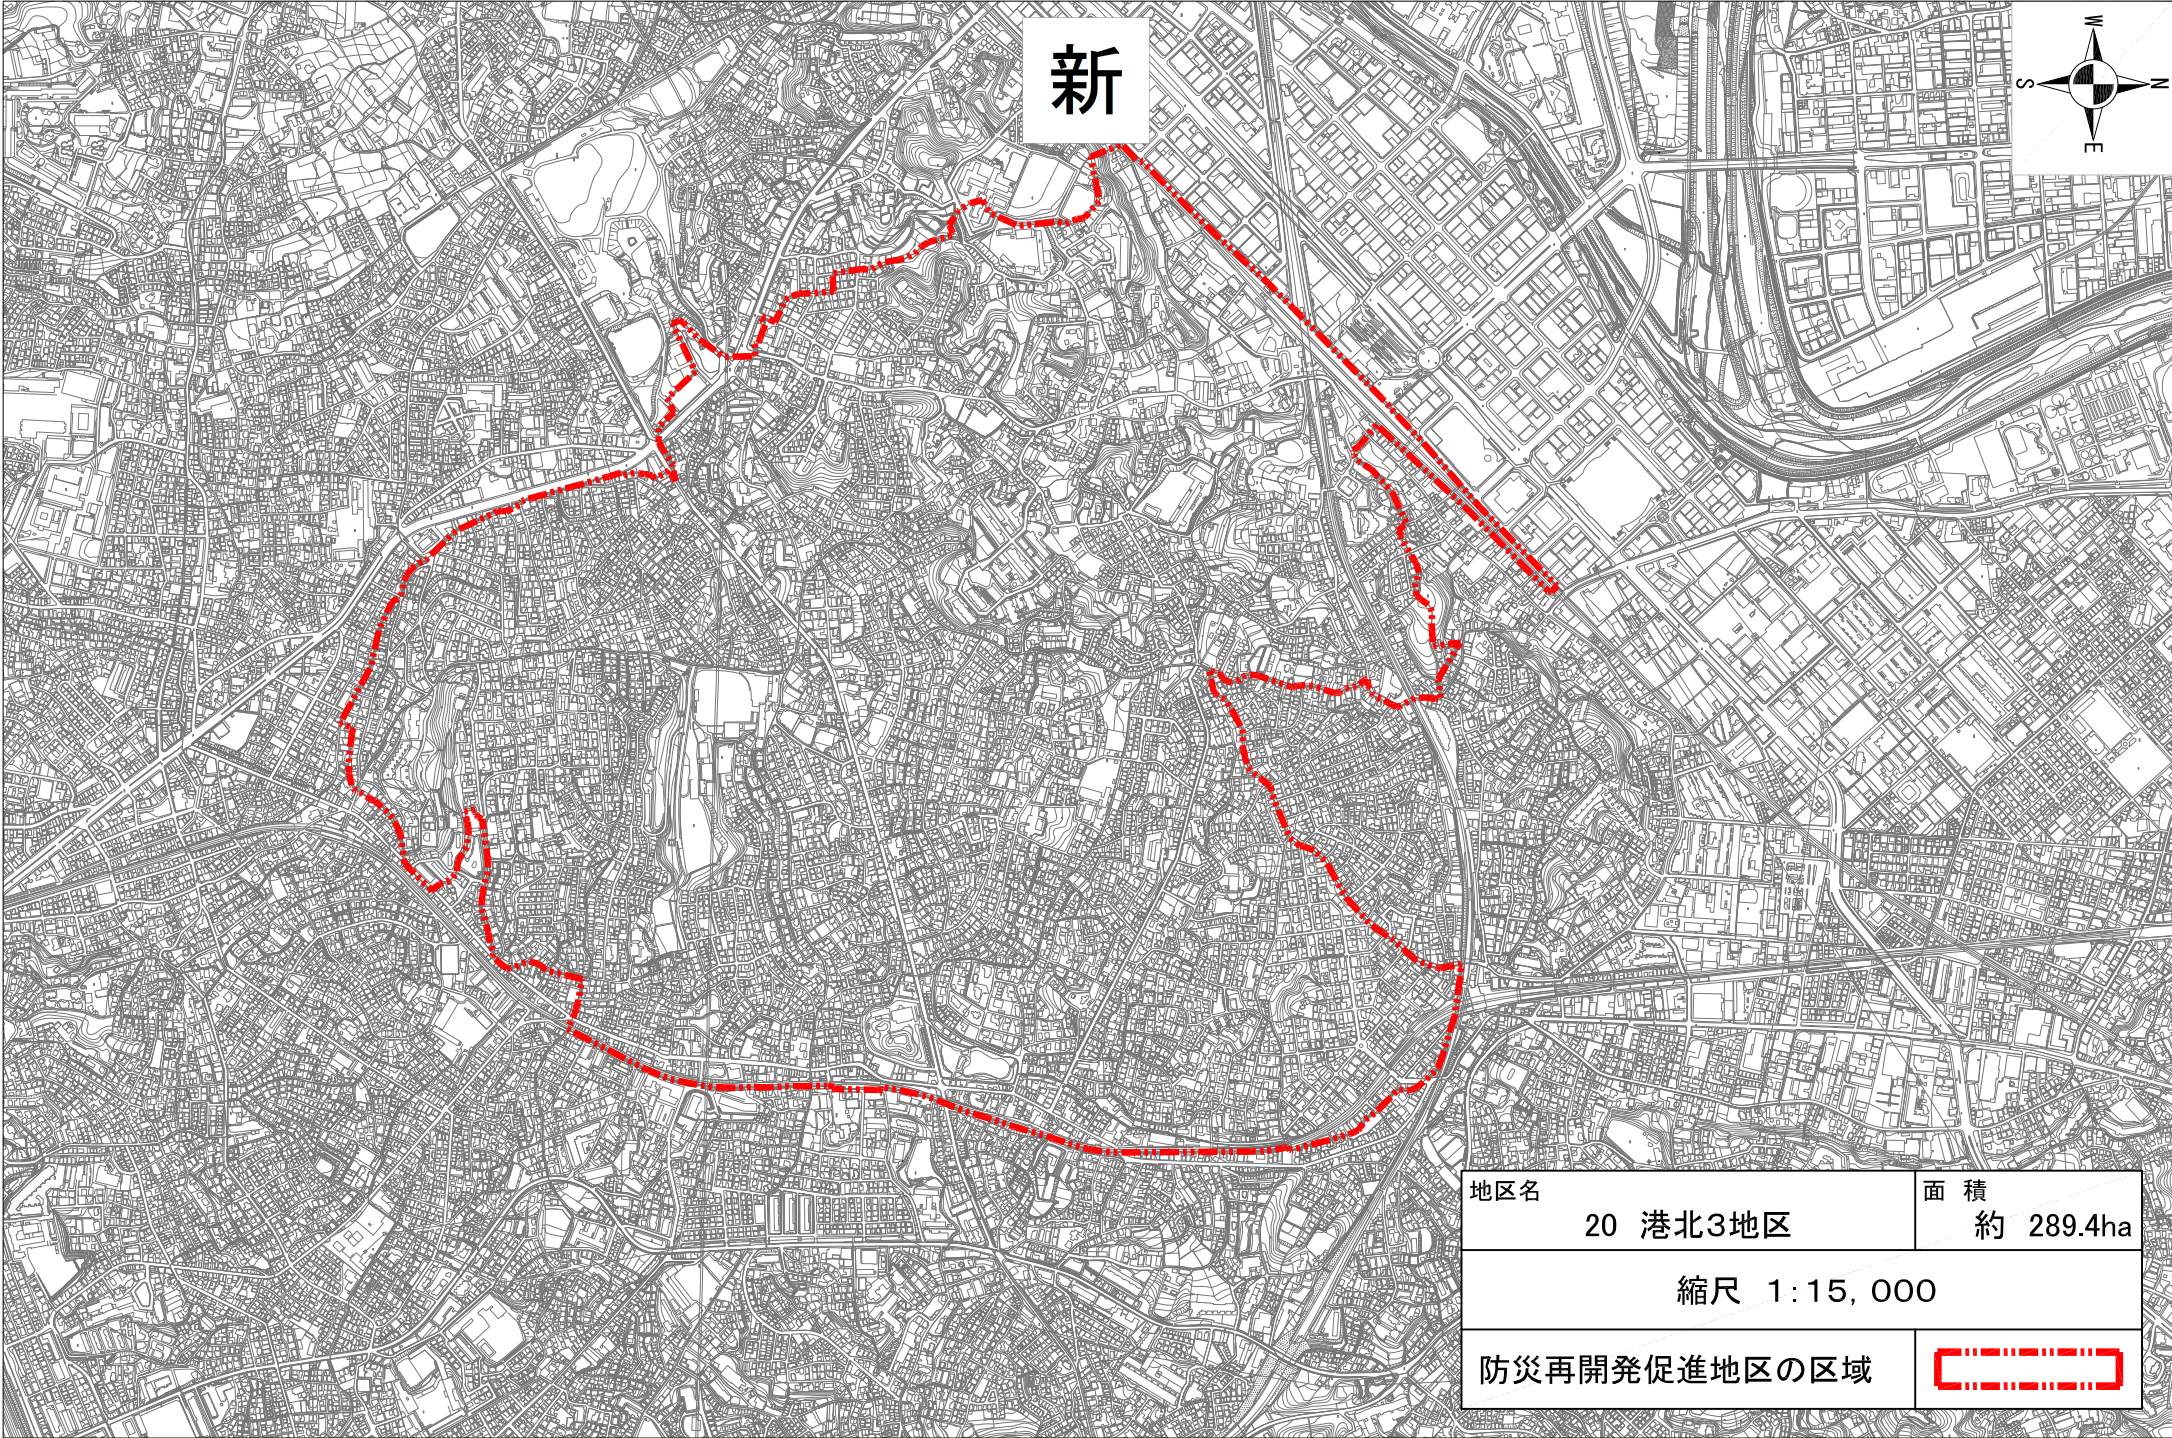 新
W
S
N
E
地区名
20 港北3地区
面 積
約 289.4ha
縮尺 1:15,000
防災再開発促進地区の区域